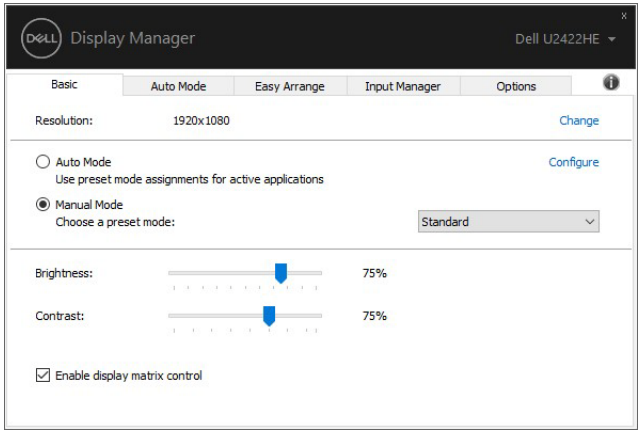 x
DELL Display Manager Dell U2422HE
Basic Auto Mode Easy Arrange Input Manager Options i
Resolution: 1920x1080 Change
Auto Mode Configure
Use preset mode assignments for active applications
Manual Mode
Choose a preset mode: Standard
Brightness: 75%
Contrast: 75%
Enable display matrix control